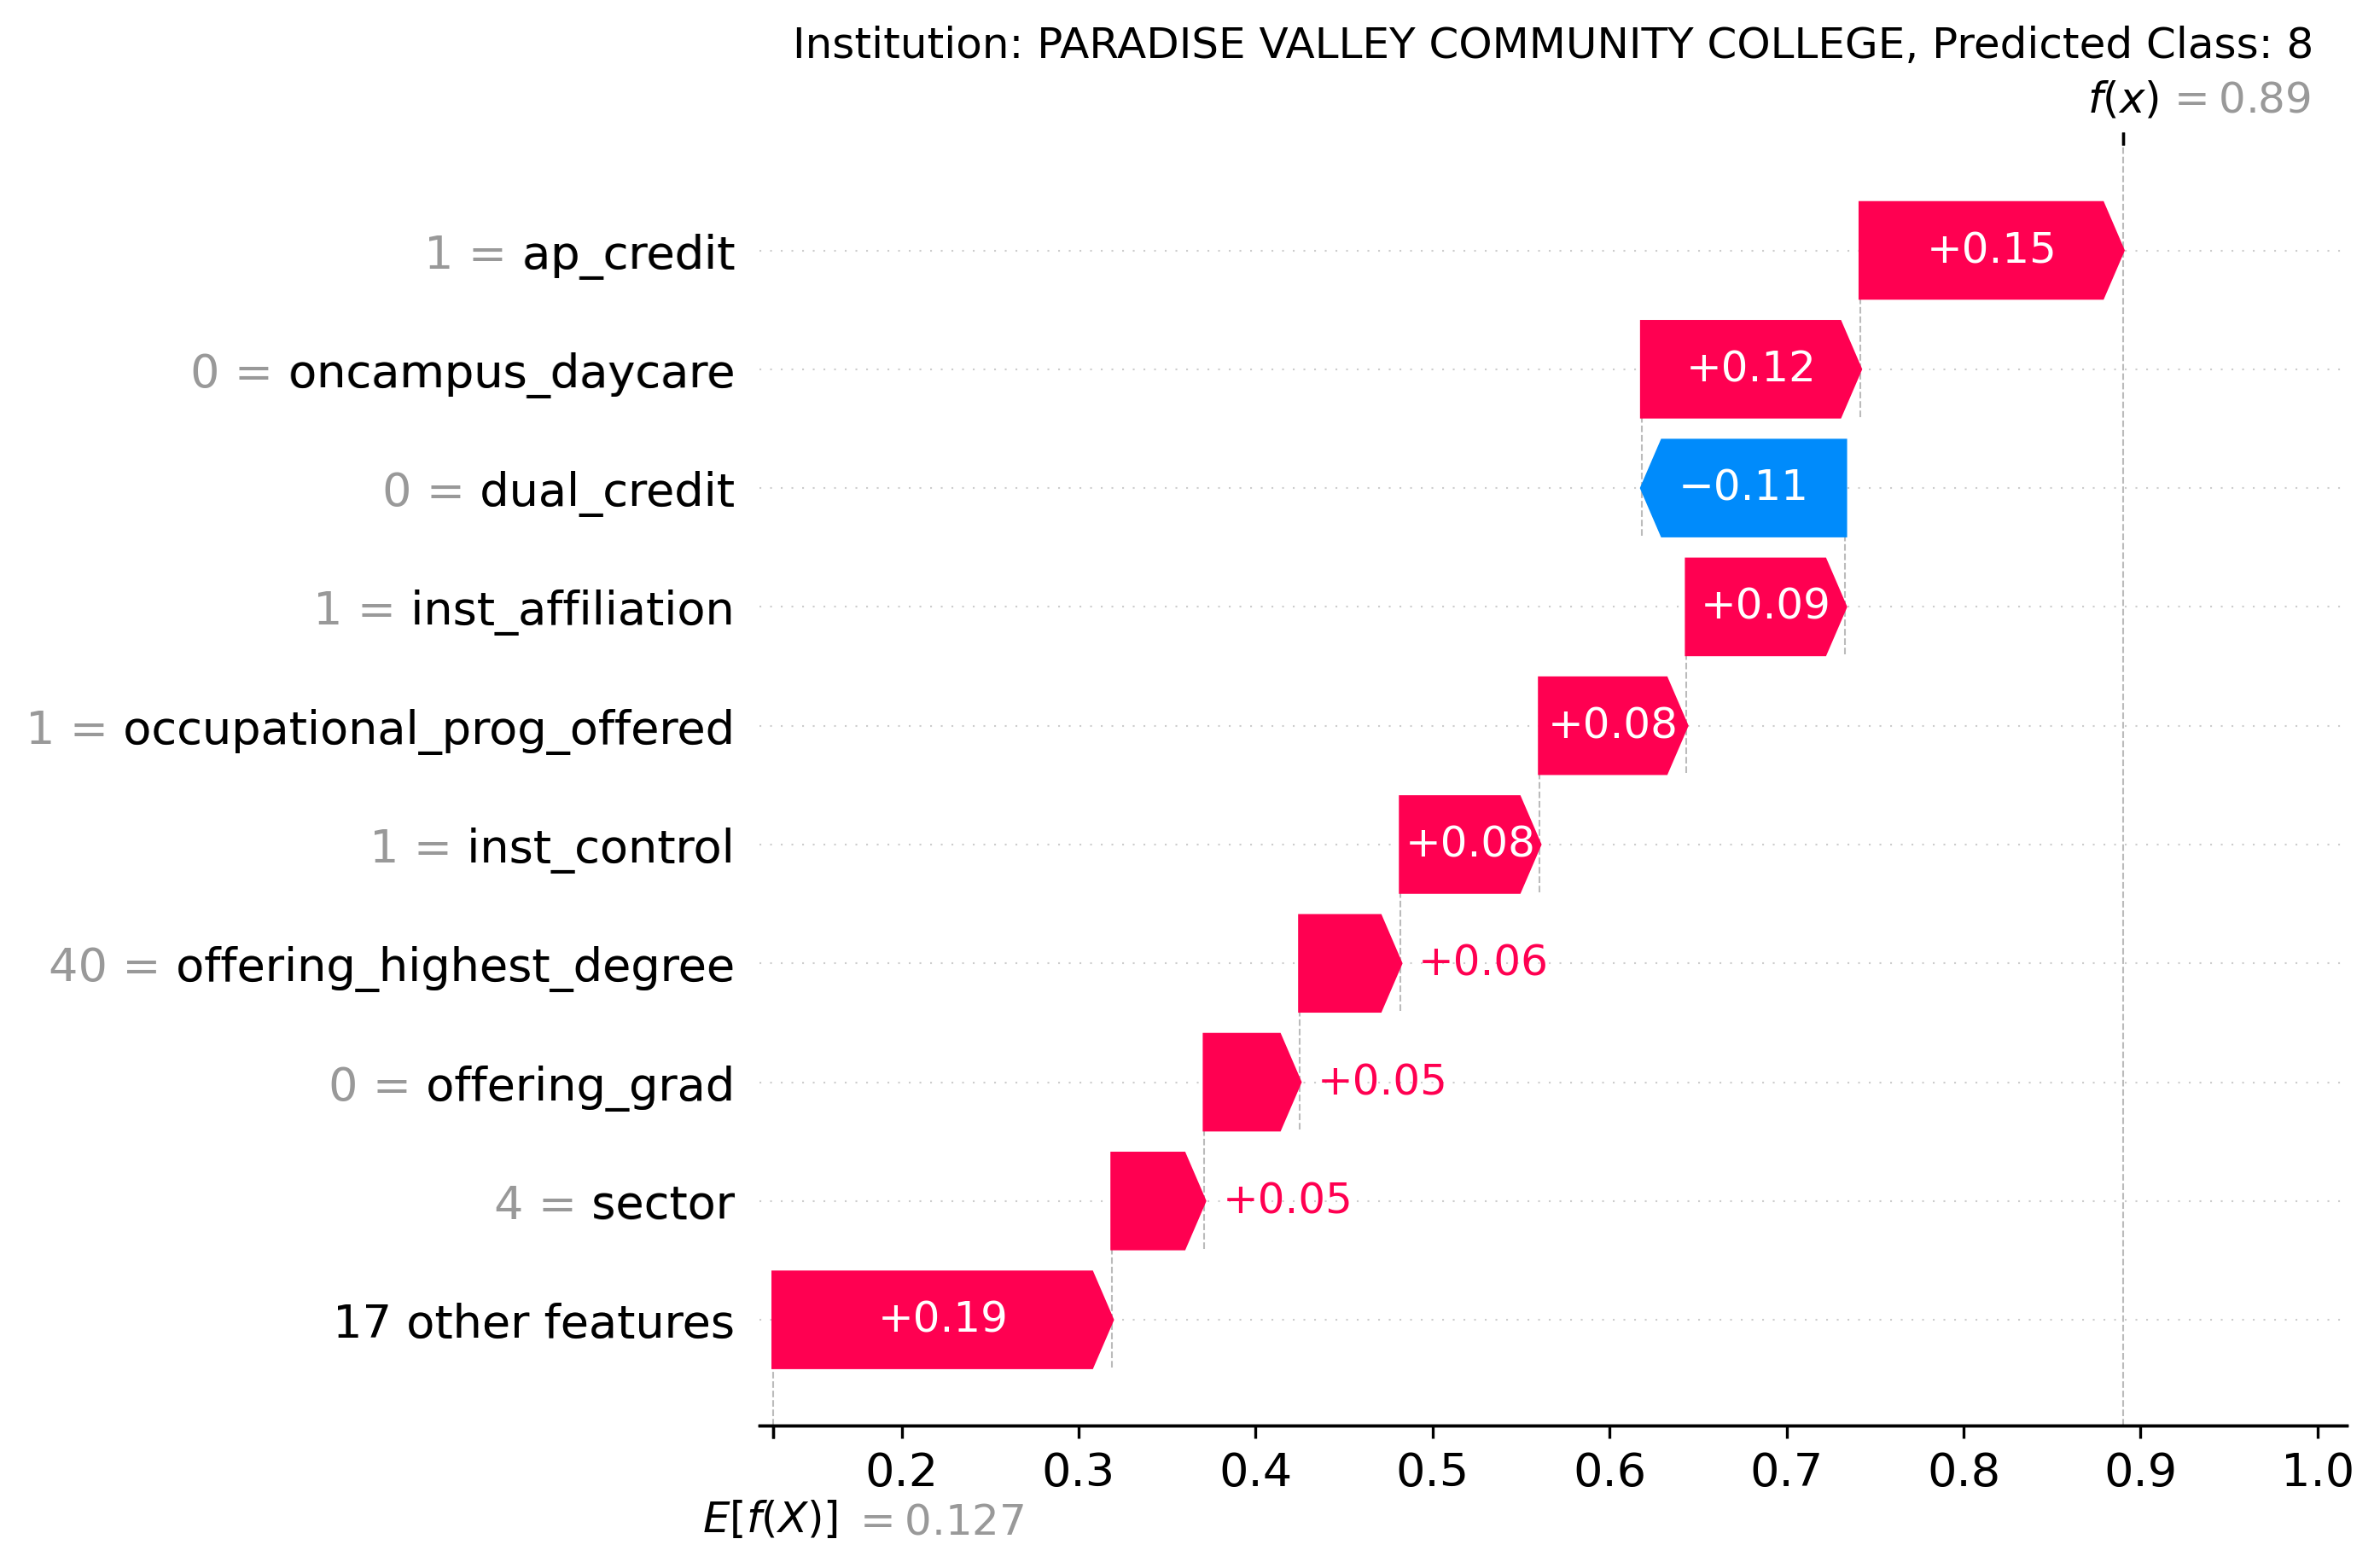 Institution: PARADISE VALLEY COMMUNITY COLLEGE, Predicted Class: 8
f(x) = 0.89
1 = ap_credit +0.15
0 = oncampus_daycare +0.12
0 = dual_credit −0.11
1 = inst_affiliation +0.09
1 = occupational_prog_offered +0.08
1 = inst_control +0.08
40 = offering_highest_degree +0.06
0 = offering_grad +0.05
4 = sector +0.05
17 other features +0.19
0.2 0.3 0.4 0.5 0.6 0.7 0.8 0.9 1.0
E[f(X)] = 0.127